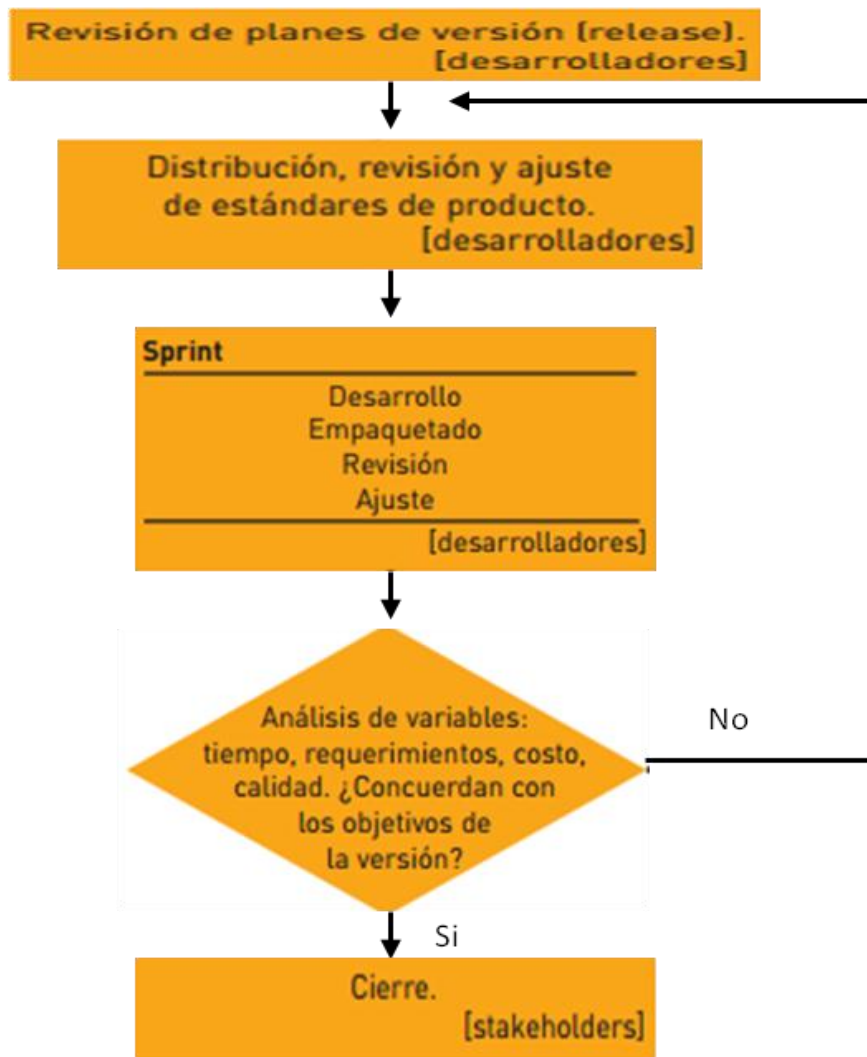 Revisión de planes de versión (release).
[desarrolladores]
Distribución, revisión y ajuste
de estándares de producto.
[desarrolladores]
Sprint
Desarrollo
Empaquetado
Revisión
Ajuste
[desarrolladores]
Análisis de variables:
tiempo, requerimientos, costo,
calidad. ¿Concuerdan con
los objetivos de
la versión?
No
Si
Cierre.
[stakeholders]